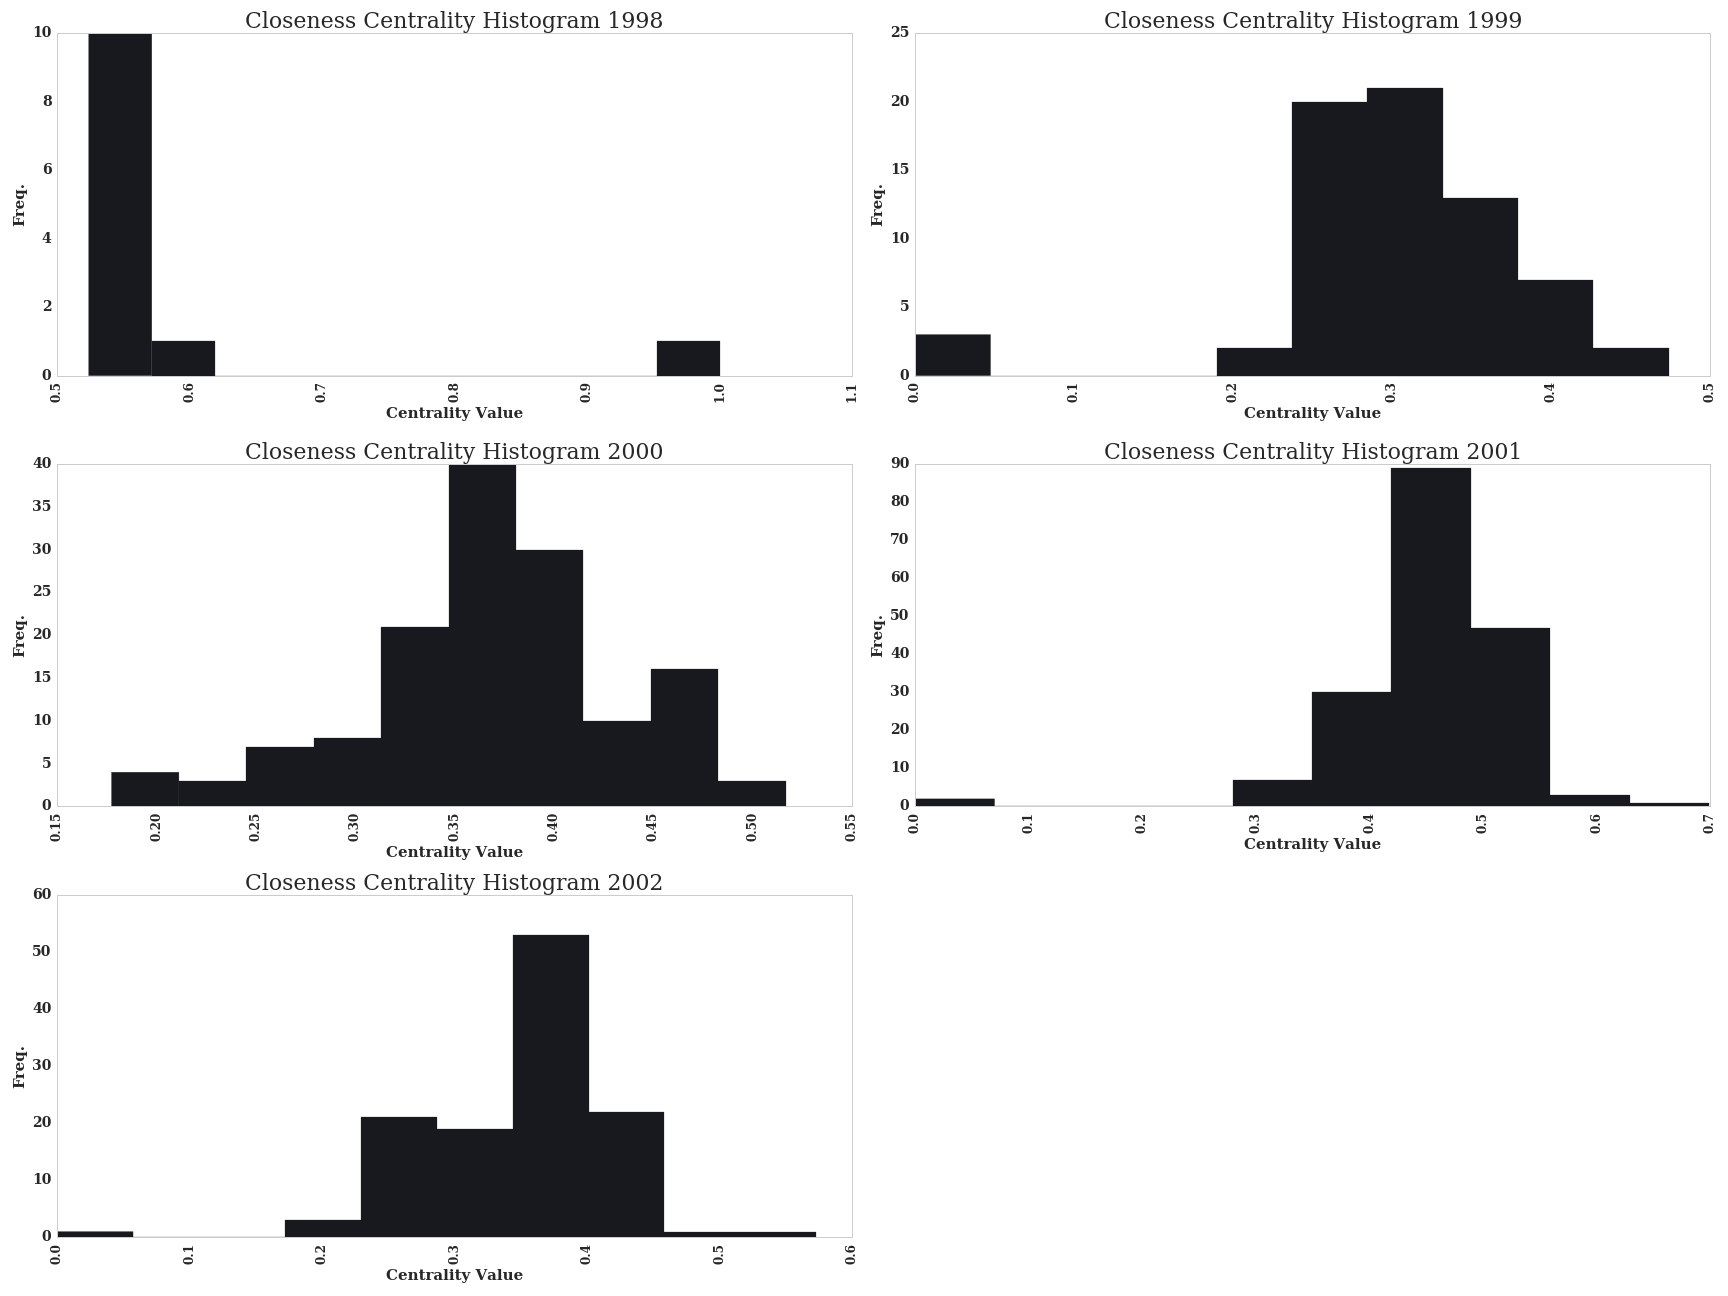 Closeness Centrality Histogram 1998
10
8
6
4
2
0
Freq.
0.5 0.6 0.7 0.8 0.9 1.0 1.1
Centrality Value
Closeness Centrality Histogram 1999
25
20
15
10
5
0
Freq.
0.0 0.1 0.2 0.3 0.4 0.5
Centrality Value
Closeness Centrality Histogram 2000
40
35
30
25
20
15
10
5
0
Freq.
0.15 0.20 0.25 0.30 0.35 0.40 0.45 0.50 0.55
Centrality Value
Closeness Centrality Histogram 2001
90
80
70
60
50
40
30
20
10
0
Freq.
0.0 0.1 0.2 0.3 0.4 0.5 0.6 0.7
Centrality Value
Closeness Centrality Histogram 2002
60
50
40
30
20
10
0
Freq.
0.0 0.1 0.2 0.3 0.4 0.5 0.6
Centrality Value